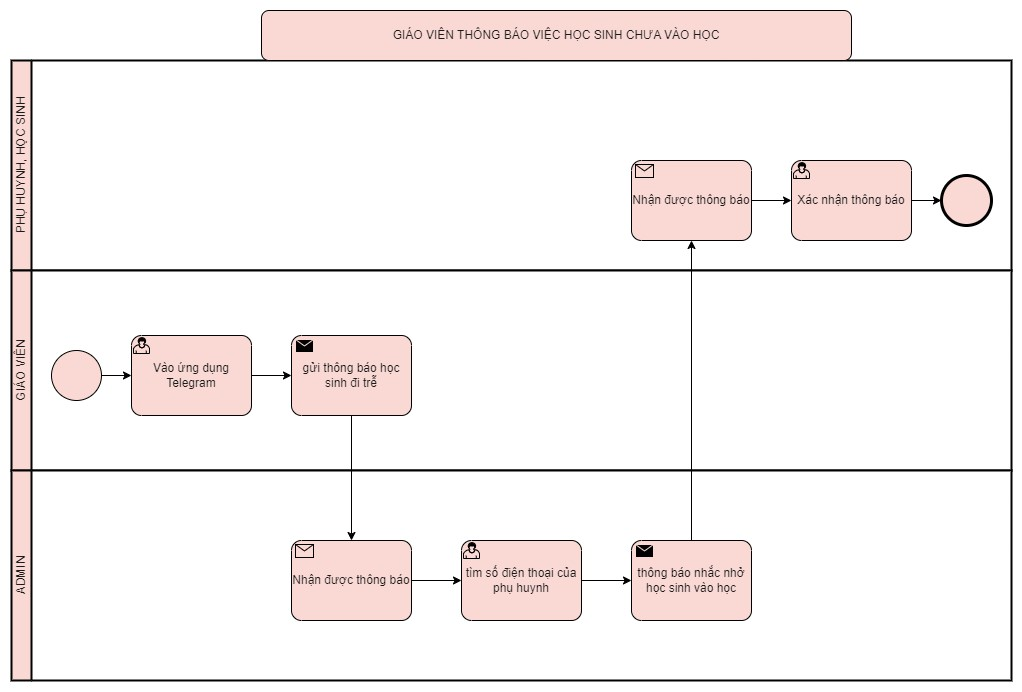 GIÁO VIÊN THÔNG BÁO VIỆC HỌC SINH CHƯA VÀO HỌC
PHỤ HUYNH, HỌC SINH
Nhận được thông báo
Xác nhận thông báo
GIÁO VIÊN
Vào ứng dụng
Telegram
gửi thông báo học
sinh đi trễ
ADMIN
Nhận được thông báo
tìm số điện thoại của
phụ huynh
thông báo nhắc nhở
học sinh vào học